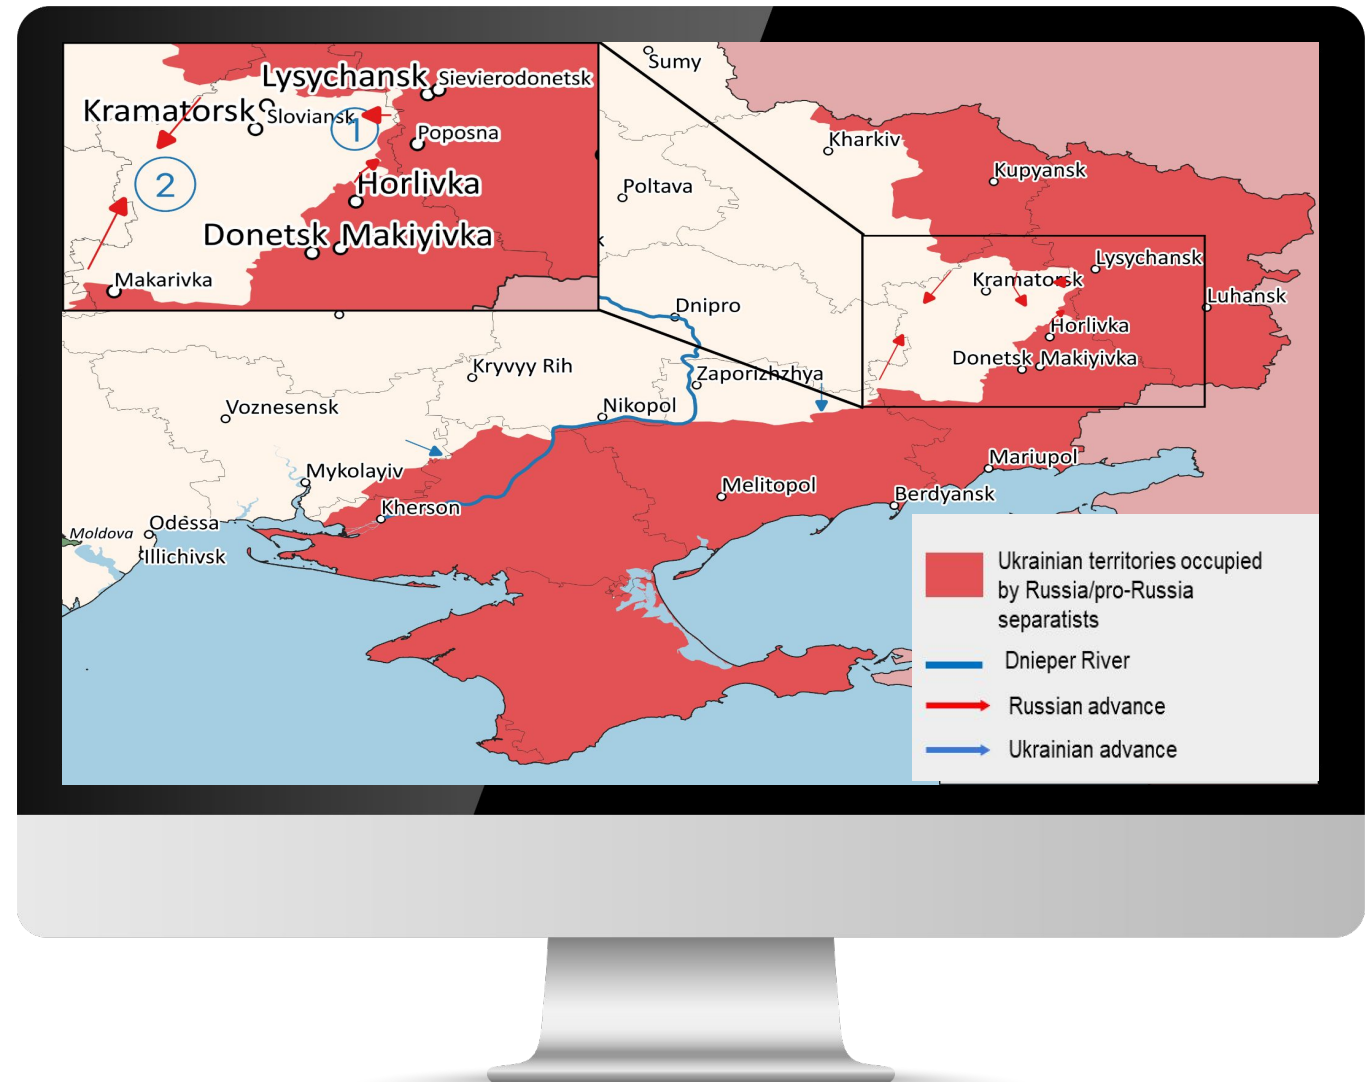 Lysychansk
Sievierodonetsk
Kramatorsk
Sloviansk
1
Poposna
2
Horlivka
Donetsk
Makiyivka
Makarivka
Sumy
Kharkiv
Kupyansk
Poltava
k
Lysychansk
Kramatorsk
Luhansk
Dnipro
Horlivka
Donetsk
Makiyivka
Kryvyy Rih
Zaporizhzhya
Voznesensk
Nikopol
Mykolayiv
Mariupol
Melitopol
Berdyansk
Kherson
Odessa
Moldova
Illichivsk
Ukrainian territories occupied
by Russia/pro-Russia
separatists
Dnieper River
Russian advance
Ukrainian advance